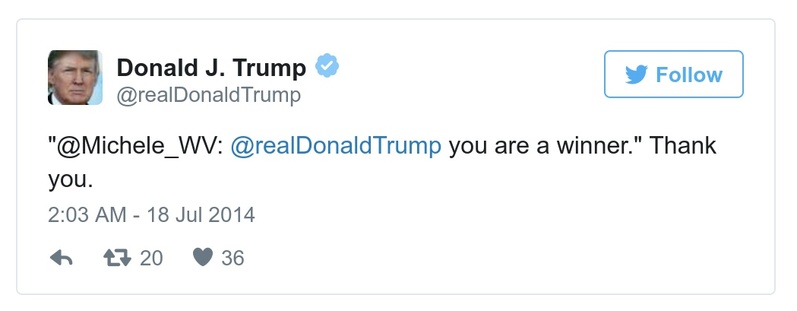 Donald J. Trump
@realDonaldTrump
Follow
"@Michele_WV: @realDonaldTrump you are a winner." Thank
you.
2:03 AM - 18 Jul 2014
20 36